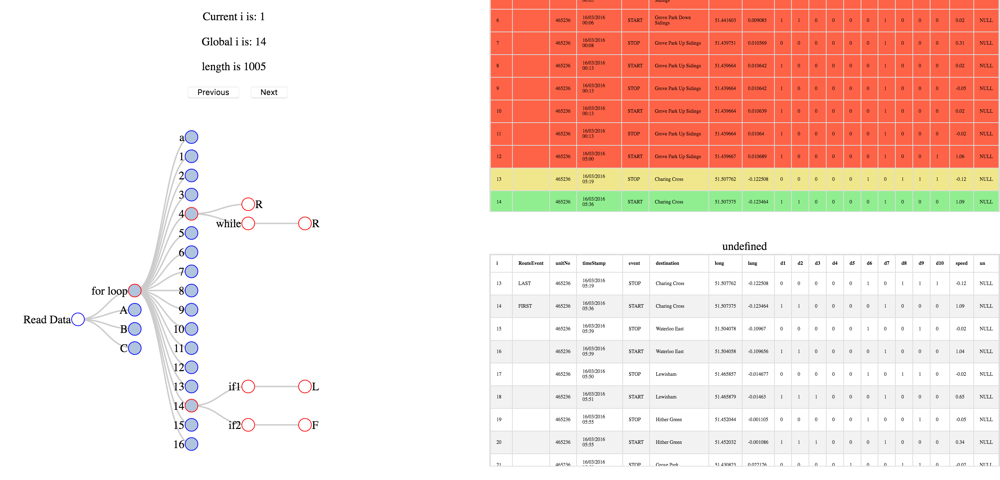 Current i is: 1
Global i is: 14
length is 1005
Previous Next
a
1
2
3
4
R
while R
5
6
7
for loop 8
A 9
Read Data
B 10
C 11
12
13 if1 L
14
15 if2 F
16
00:05 Sidings
6 465236 16/03/2016 00:06 START Grove Park Down Sidings 51.441603 0.009085 1 1 0 0 0 0 1 0 0 0 0.02 NULL
7 465236 16/03/2016 00:08 STOP Grove Park Up Sidings 51.439751 0.010569 0 0 0 0 0 0 1 0 0 0 0.31 NULL
8 465236 16/03/2016 00:13 START Grove Park Up Sidings 51.439664 0.010642 1 0 0 0 0 0 1 0 0 0 0.02 NULL
9 465236 16/03/2016 00:13 STOP Grove Park Up Sidings 51.439664 0.010642 1 0 0 0 0 0 1 0 0 0 -0.05 NULL
10 465236 16/03/2016 00:13 START Grove Park Up Sidings 51.439664 0.010639 1 0 0 0 0 0 1 0 0 0 0.02 NULL
11 465236 16/03/2016 00:13 STOP Grove Park Up Sidings 51.439664 0.01064 1 0 0 0 0 0 1 0 0 0 -0.02 NULL
12 465236 16/03/2016 05:00 START Grove Park Up Sidings 51.439667 0.010689 1 0 0 0 0 0 1 0 0 1 1.06 NULL
13 465236 16/03/2016 05:19 STOP Charing Cross 51.507762 -0.122508 0 0 0 0 0 1 0 1 1 1 -0.12 NULL
14 465236 16/03/2016 05:36 START Charing Cross 51.507375 -0.123464 1 1 0 0 0 0 1 0 0 0 1.09 NULL
undefined
i RouteEvent unitNo timeStamp event destination long lang d1 d2 d3 d4 d5 d6 d7 d8 d9 d10 speed un
13 LAST 465236 16/03/2016 05:19 STOP Charing Cross 51.507762 -0.122508 0 0 0 0 0 1 0 1 1 1 -0.12 NULL
14 FIRST 465236 16/03/2016 05:36 START Charing Cross 51.507375 -0.123464 1 1 0 0 0 0 1 0 0 0 1.09 NULL
15 465236 16/03/2016 05:39 STOP Waterloo East 51.504078 -0.10967 0 0 0 0 0 1 0 0 1 0 -0.02 NULL
16 465236 16/03/2016 05:39 START Waterloo East 51.504058 -0.109656 1 1 0 0 0 0 1 0 0 0 1.04 NULL
17 465236 16/03/2016 05:50 STOP Lewisham 51.465857 -0.014677 0 0 0 0 0 1 0 1 1 0 -0.02 NULL
18 465236 16/03/2016 05:51 START Lewisham 51.465879 -0.01463 1 1 1 0 0 0 1 0 0 0 0.65 NULL
19 465236 16/03/2016 05:55 STOP Hither Green 51.452044 -0.001105 0 0 0 0 0 1 0 0 1 0 -0.05 NULL
20 465236 16/03/2016 05:55 START Hither Green 51.452032 -0.001086 1 1 1 0 0 0 1 0 0 0 0.34 NULL
21 465236 16/03/2016 STOP Grove Park 51.430823 0.022176 0 0 0 0 1 0 0 1 1 0 -0.02 NULL